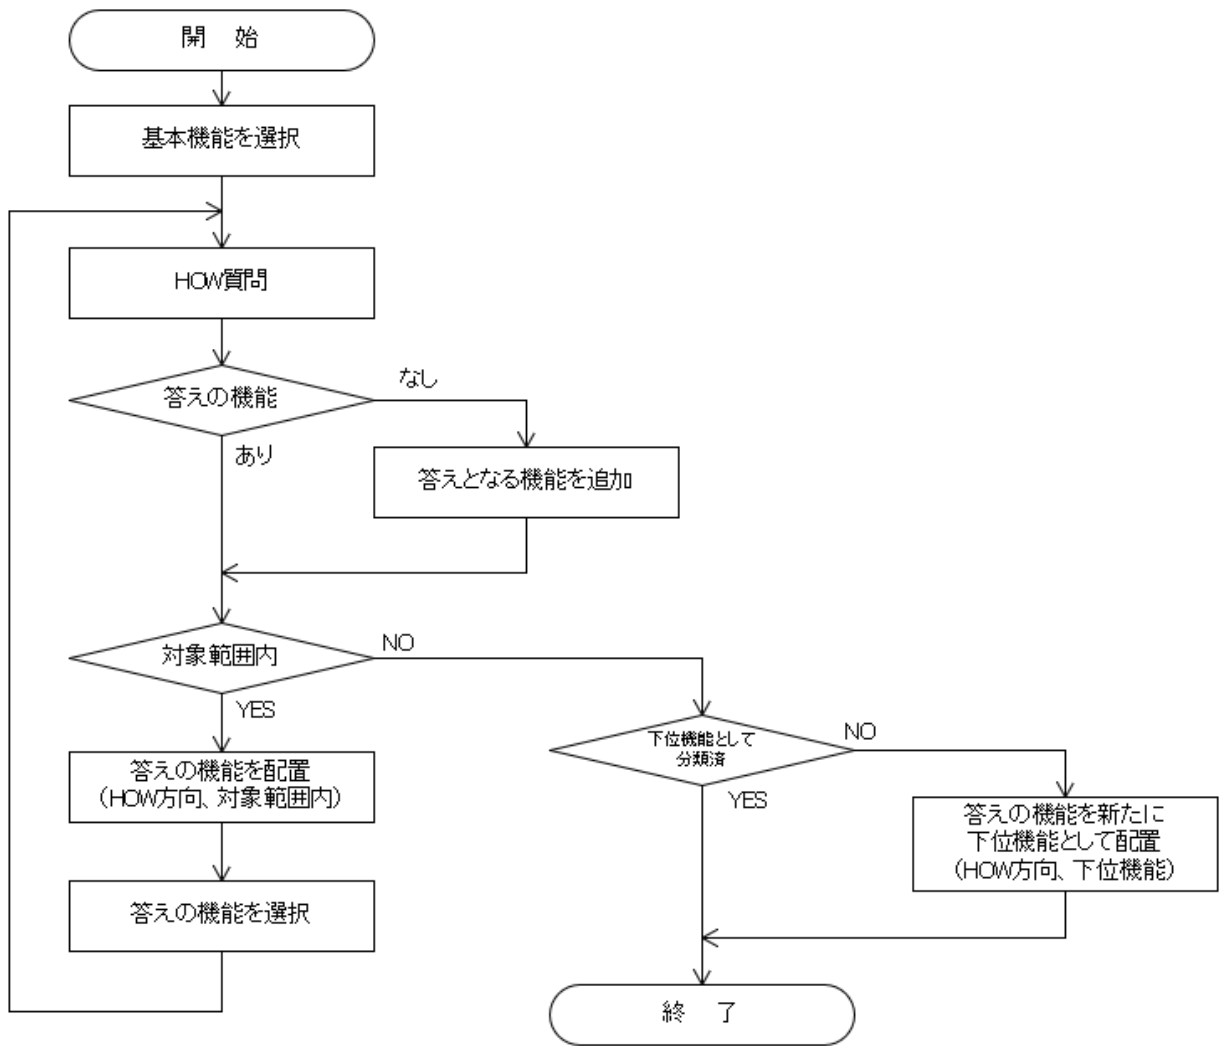 開　始
基本機能を選択
HOW質問
答えの機能
なし
あり
答えとなる機能を追加
対象範囲内
NO
YES
下位機能として
分類済
NO
YES
答えの機能を配置
（HOW方向、対象範囲内）
答えの機能を新たに
下位機能として配置
（HOW方向、下位機能）
答えの機能を選択
終　了